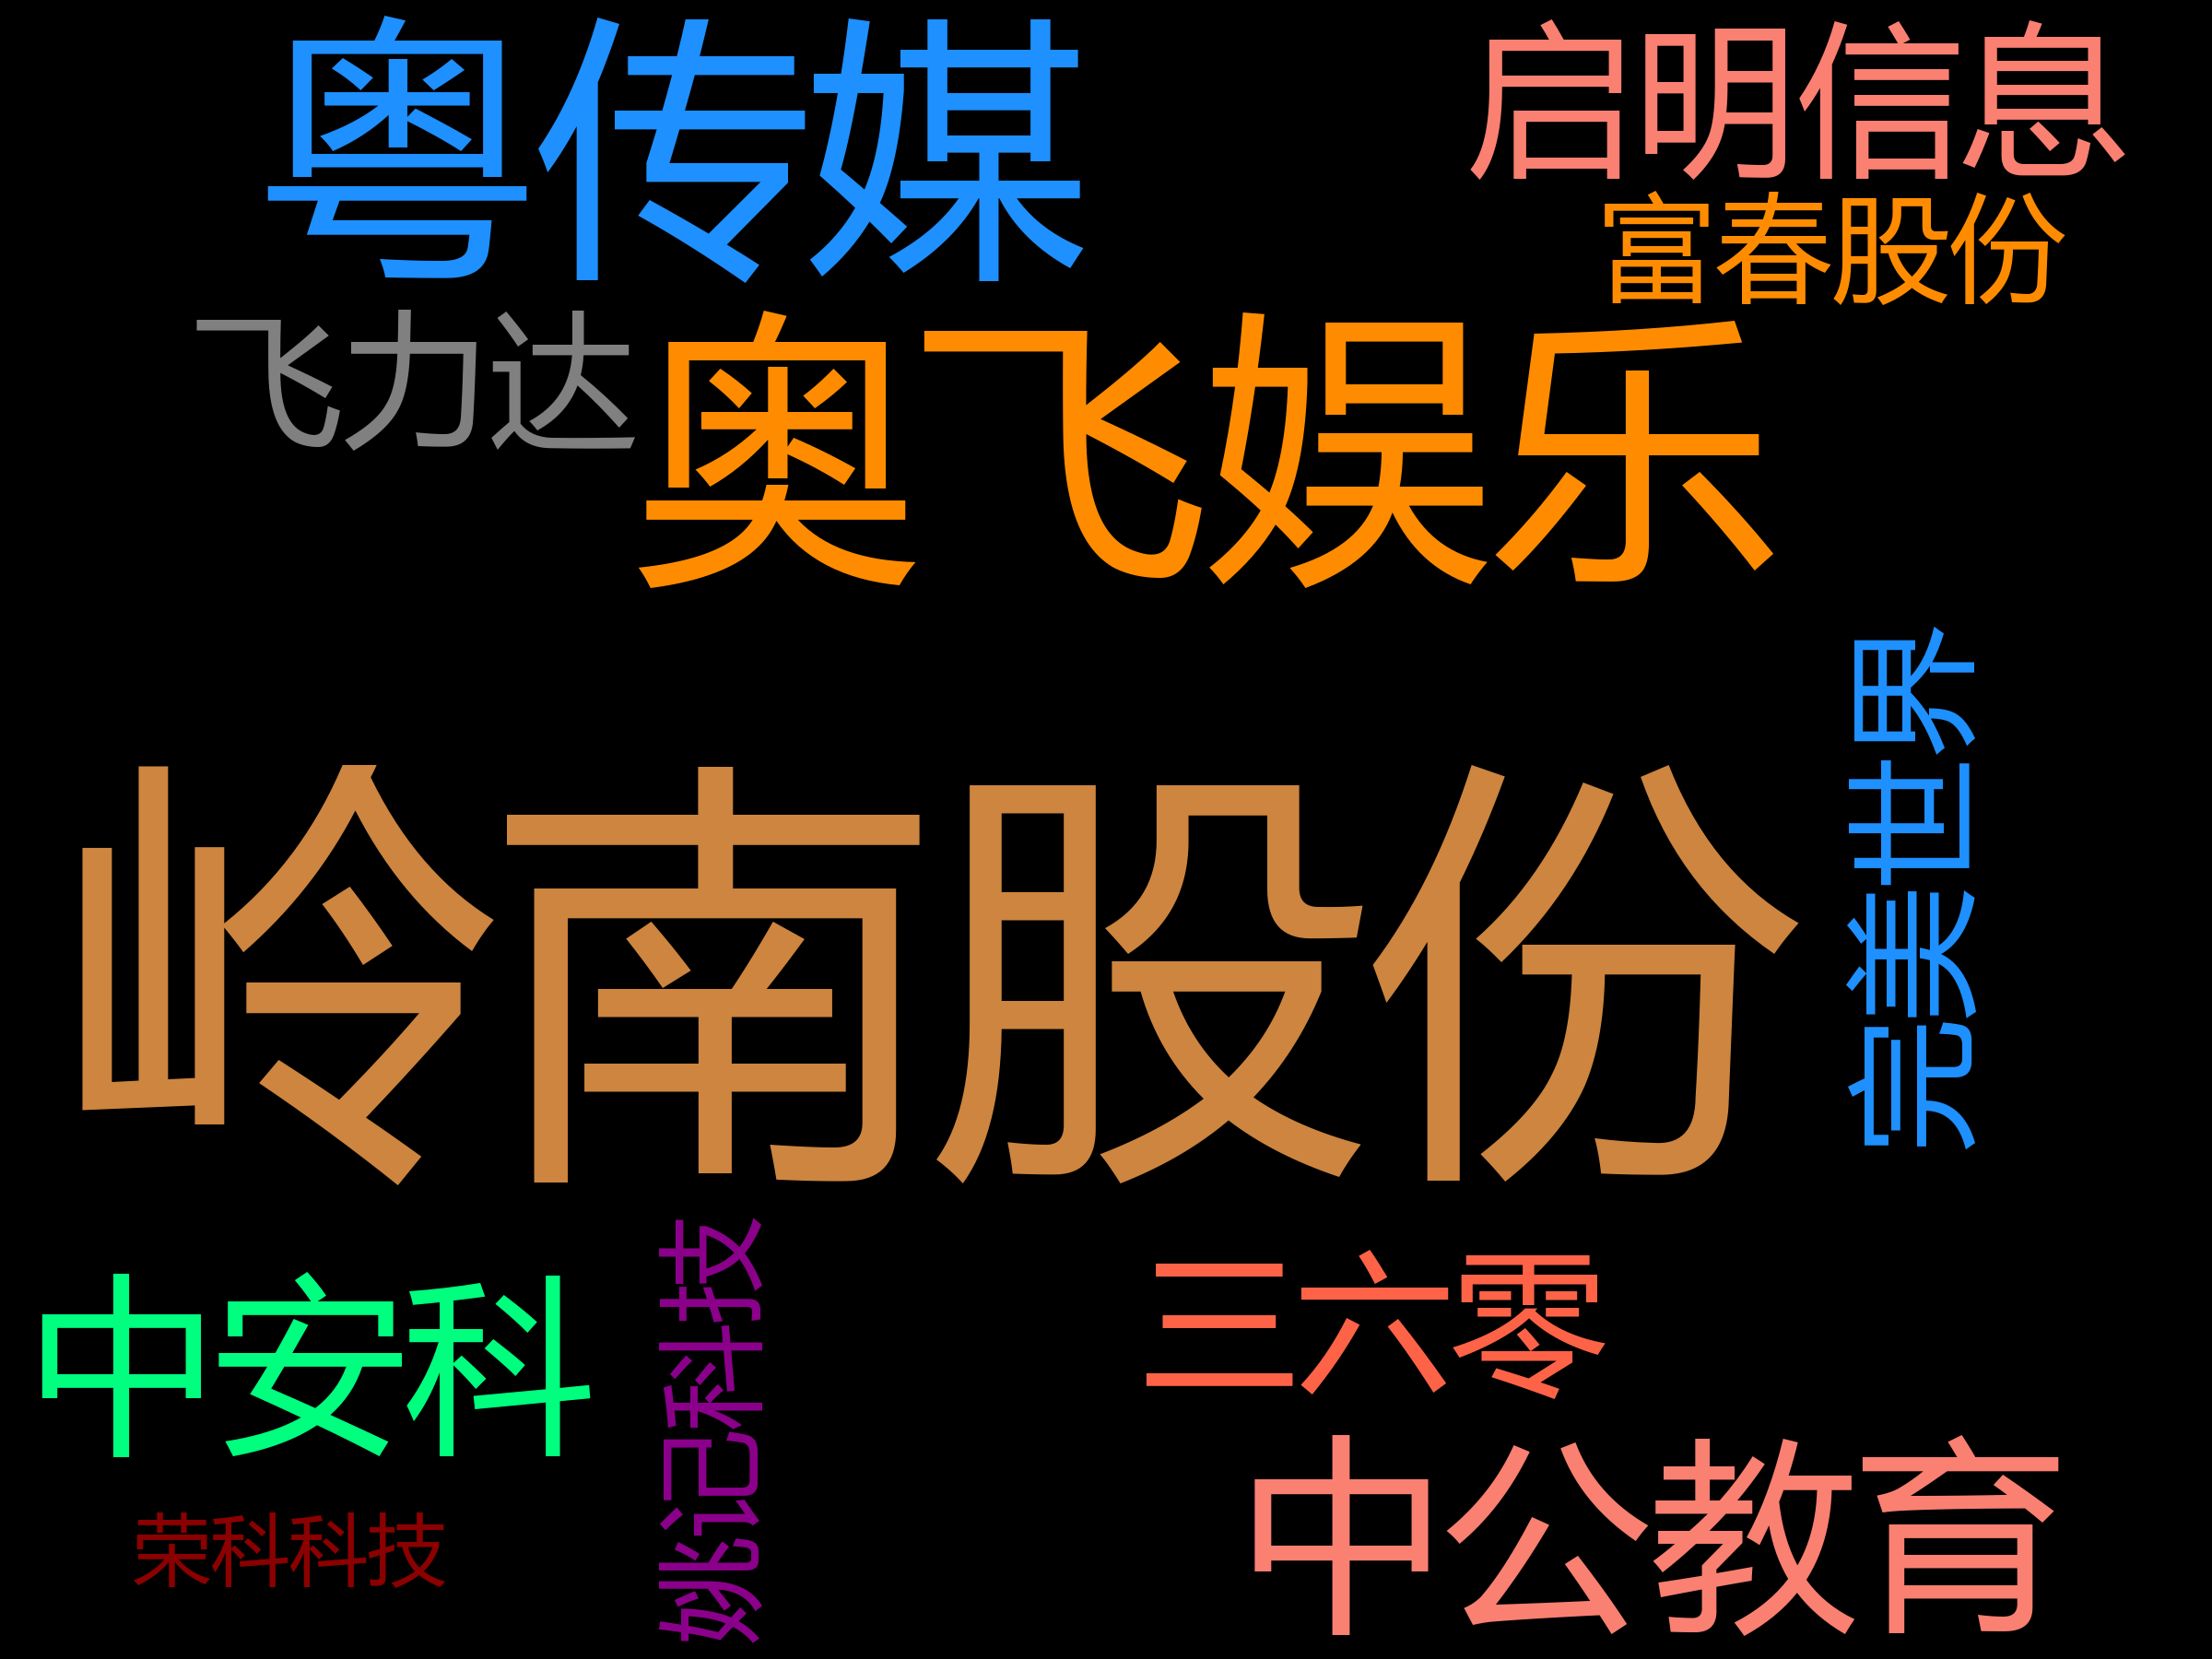 粤传媒
启明信息
富春股份
飞力达
奥飞娱乐
完美世界
岭南股份
中安科
姚记科技
三六零
中公教育
荣科科技